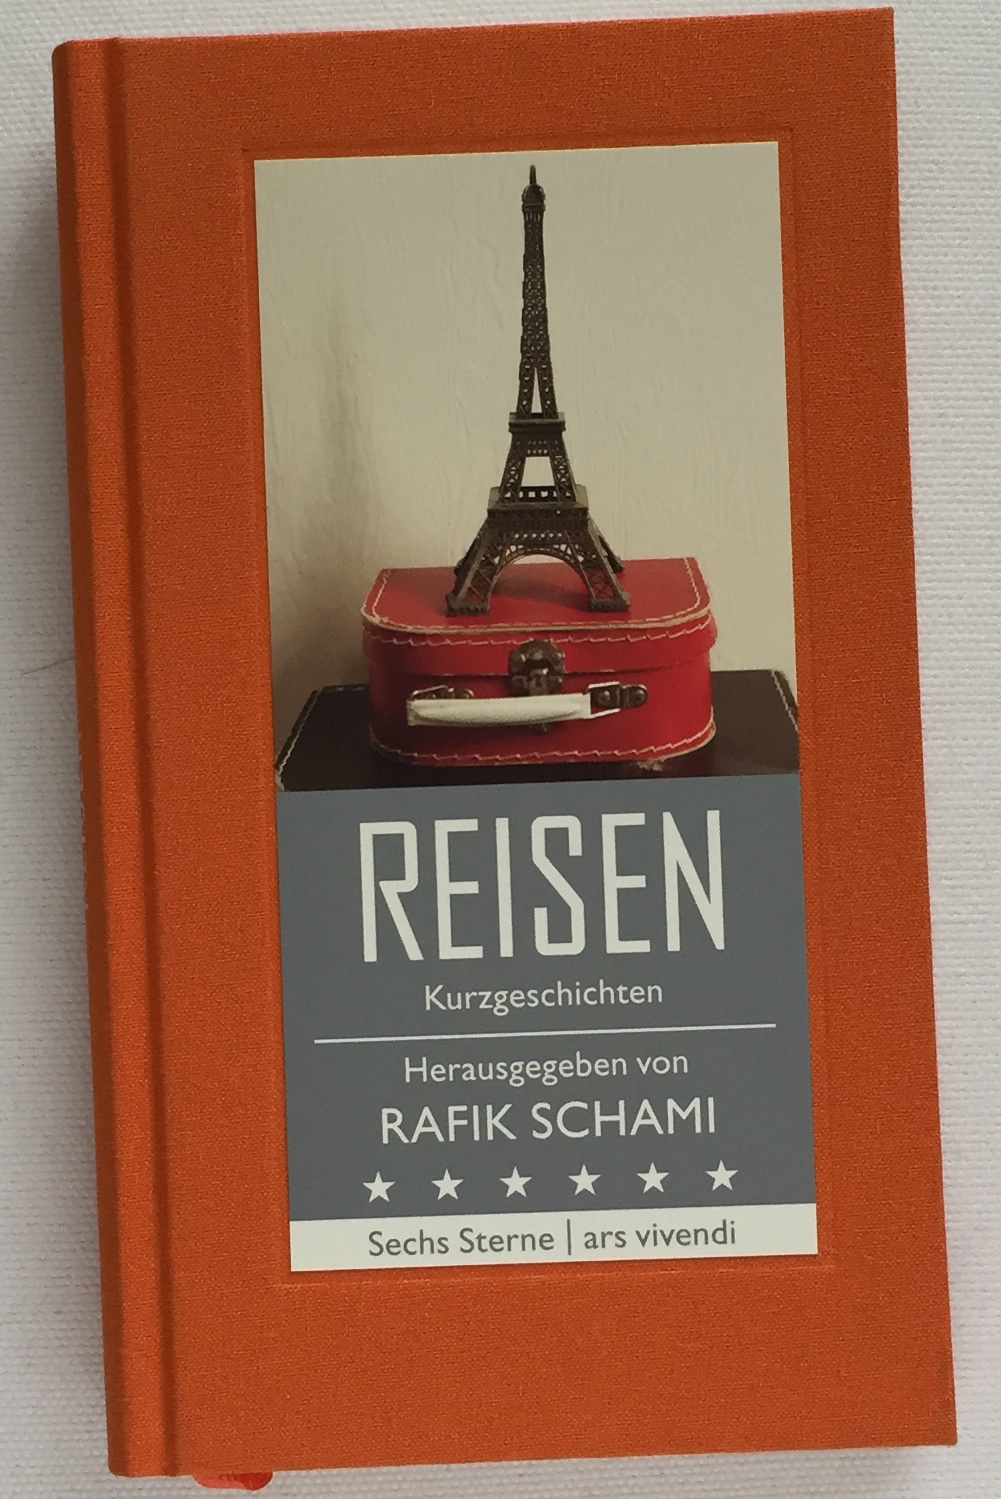 REISEN
Kurzgeschichten
Herausgegeben von
RAFIK SCHAMI
Sechs Sterne | ars vivendi